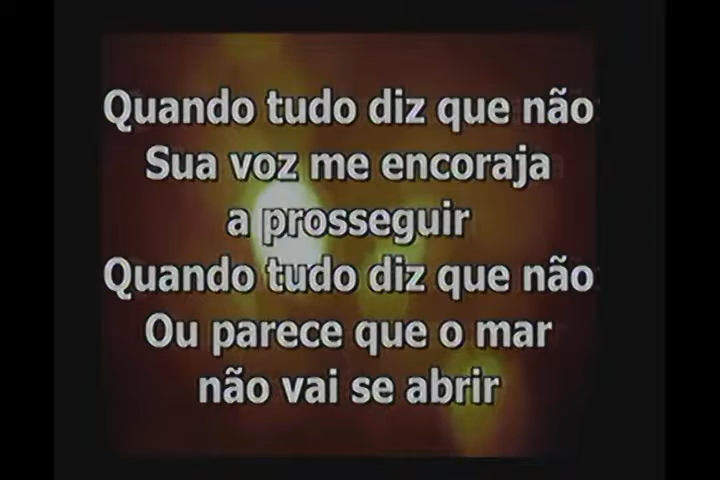 Quando tudo diz que não
Sua voz me encoraja
a prosseguir
Quando tudo diz que não
Ou parece que o mar
não vai se abrir